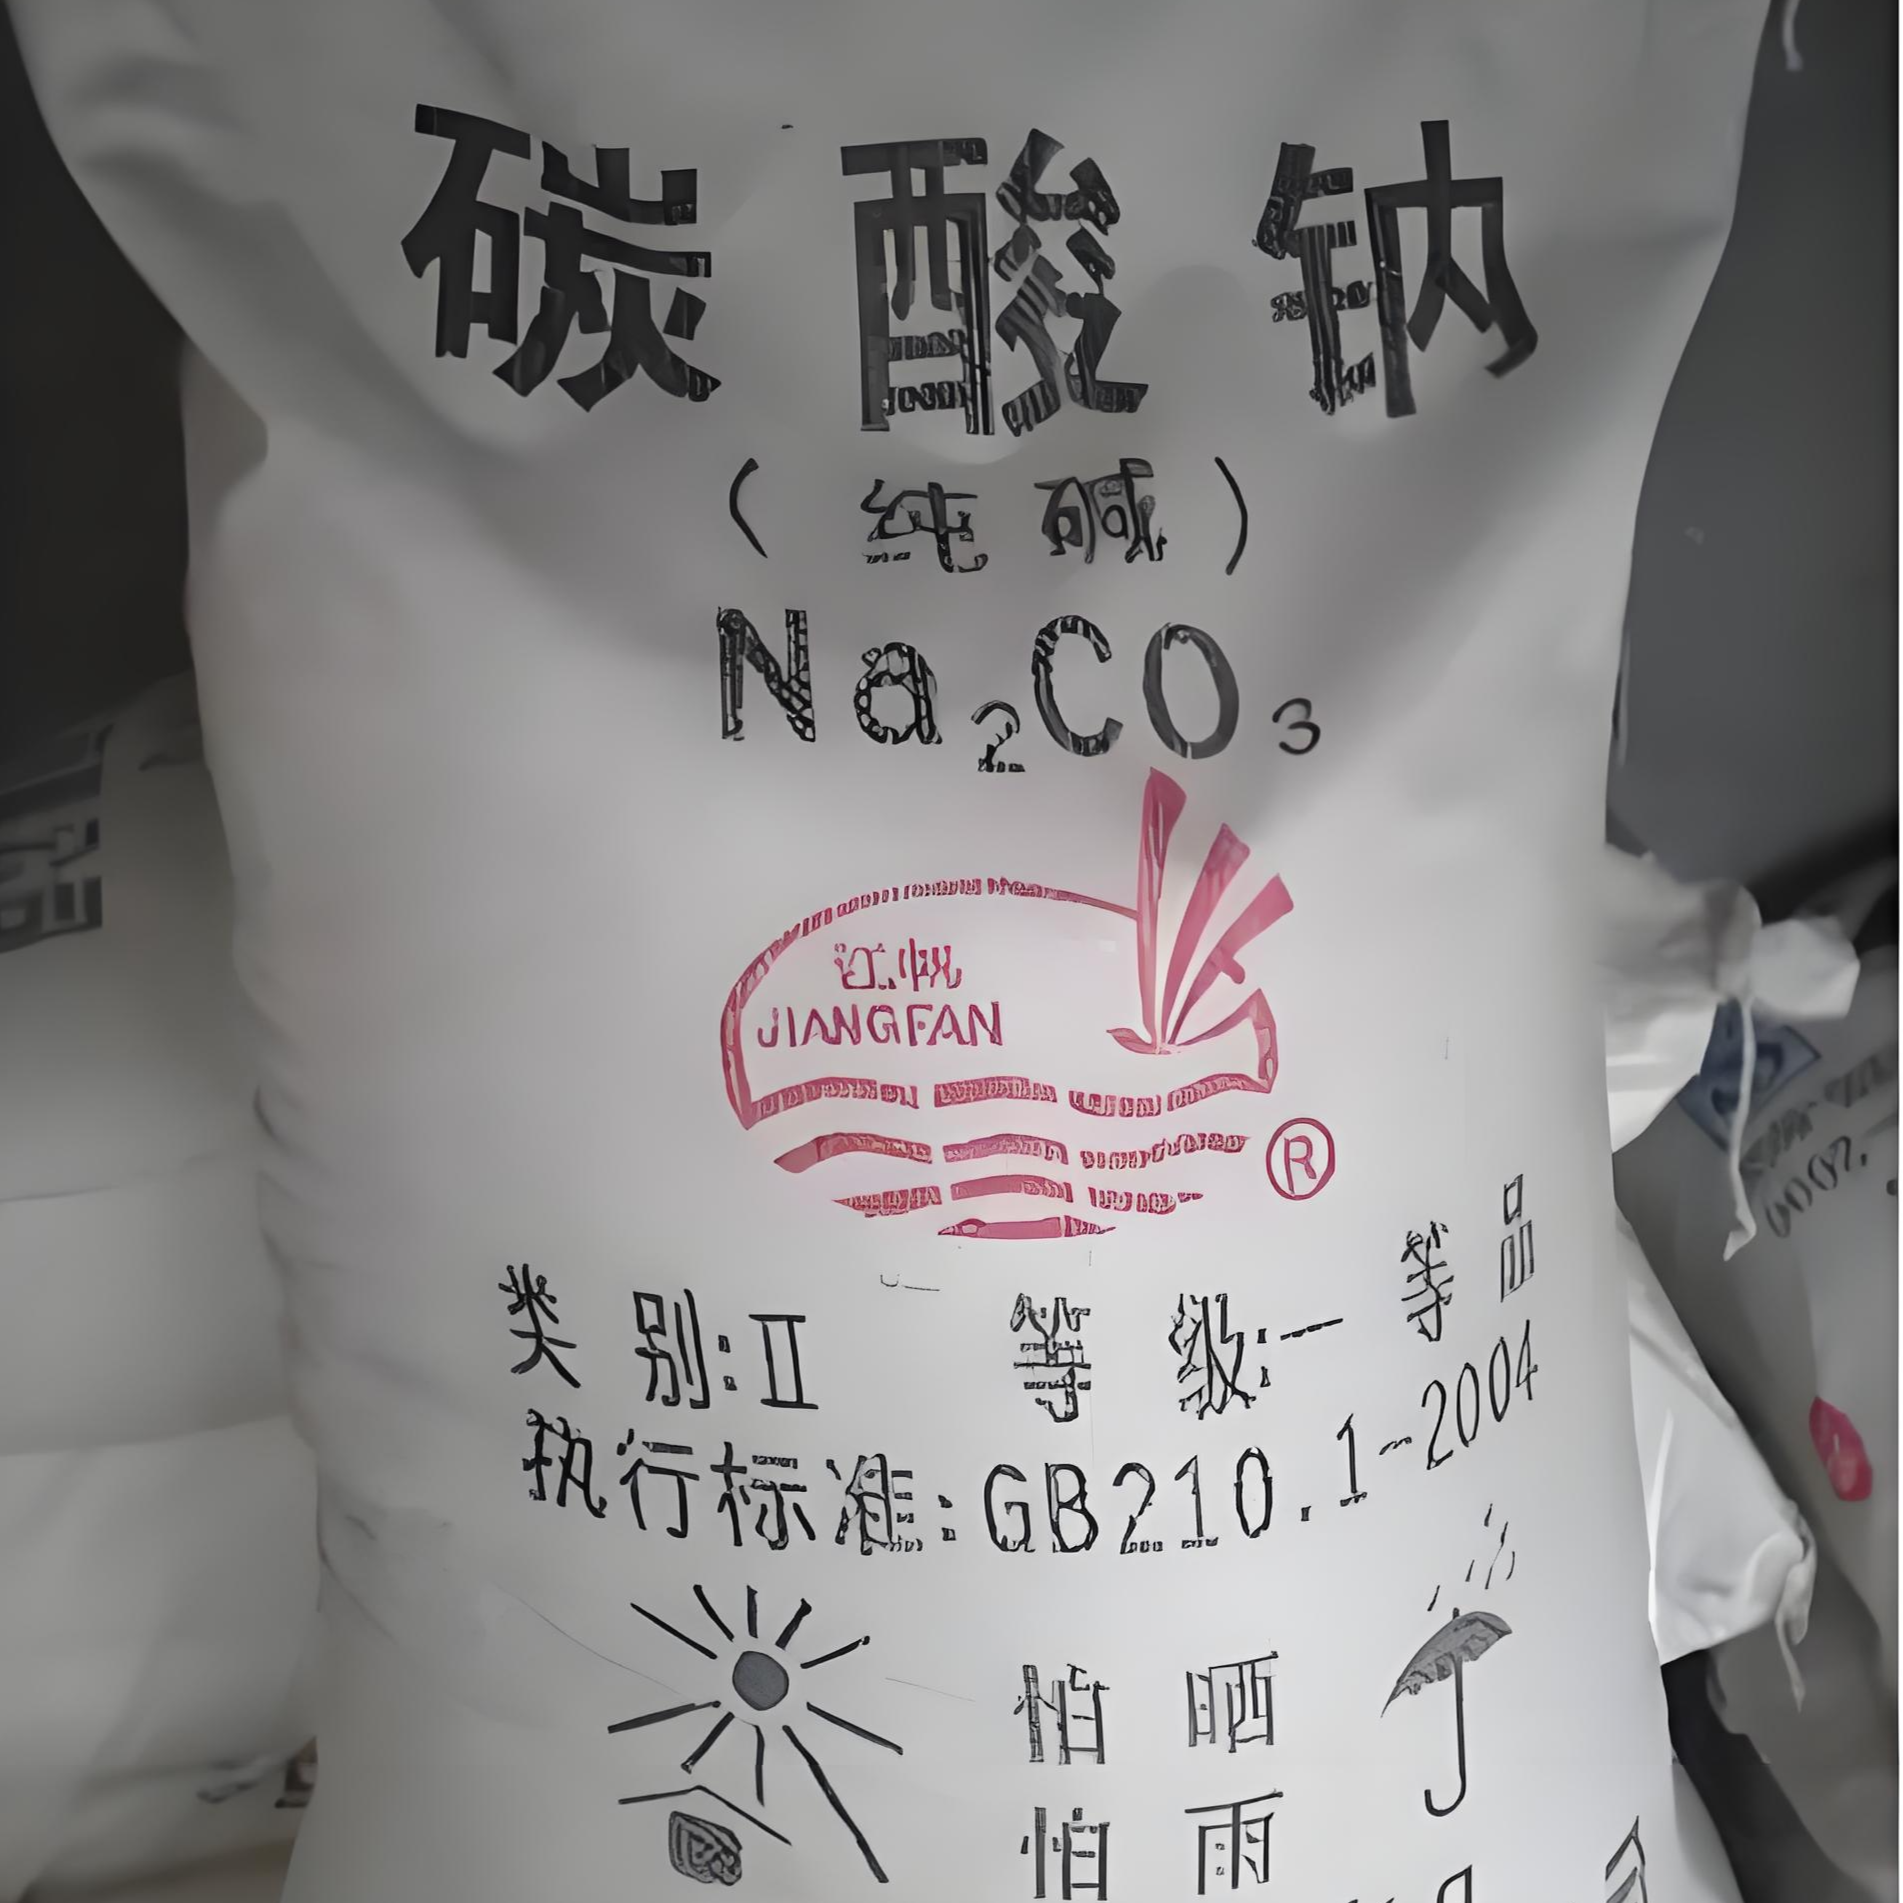 碳酸钠
(纯碱)
Na₂CO₃
江帆
JIANGFAN
®
类别:Ⅱ 等级:一等品
执行标准:GB210.1-2004
怕晒
怕雨